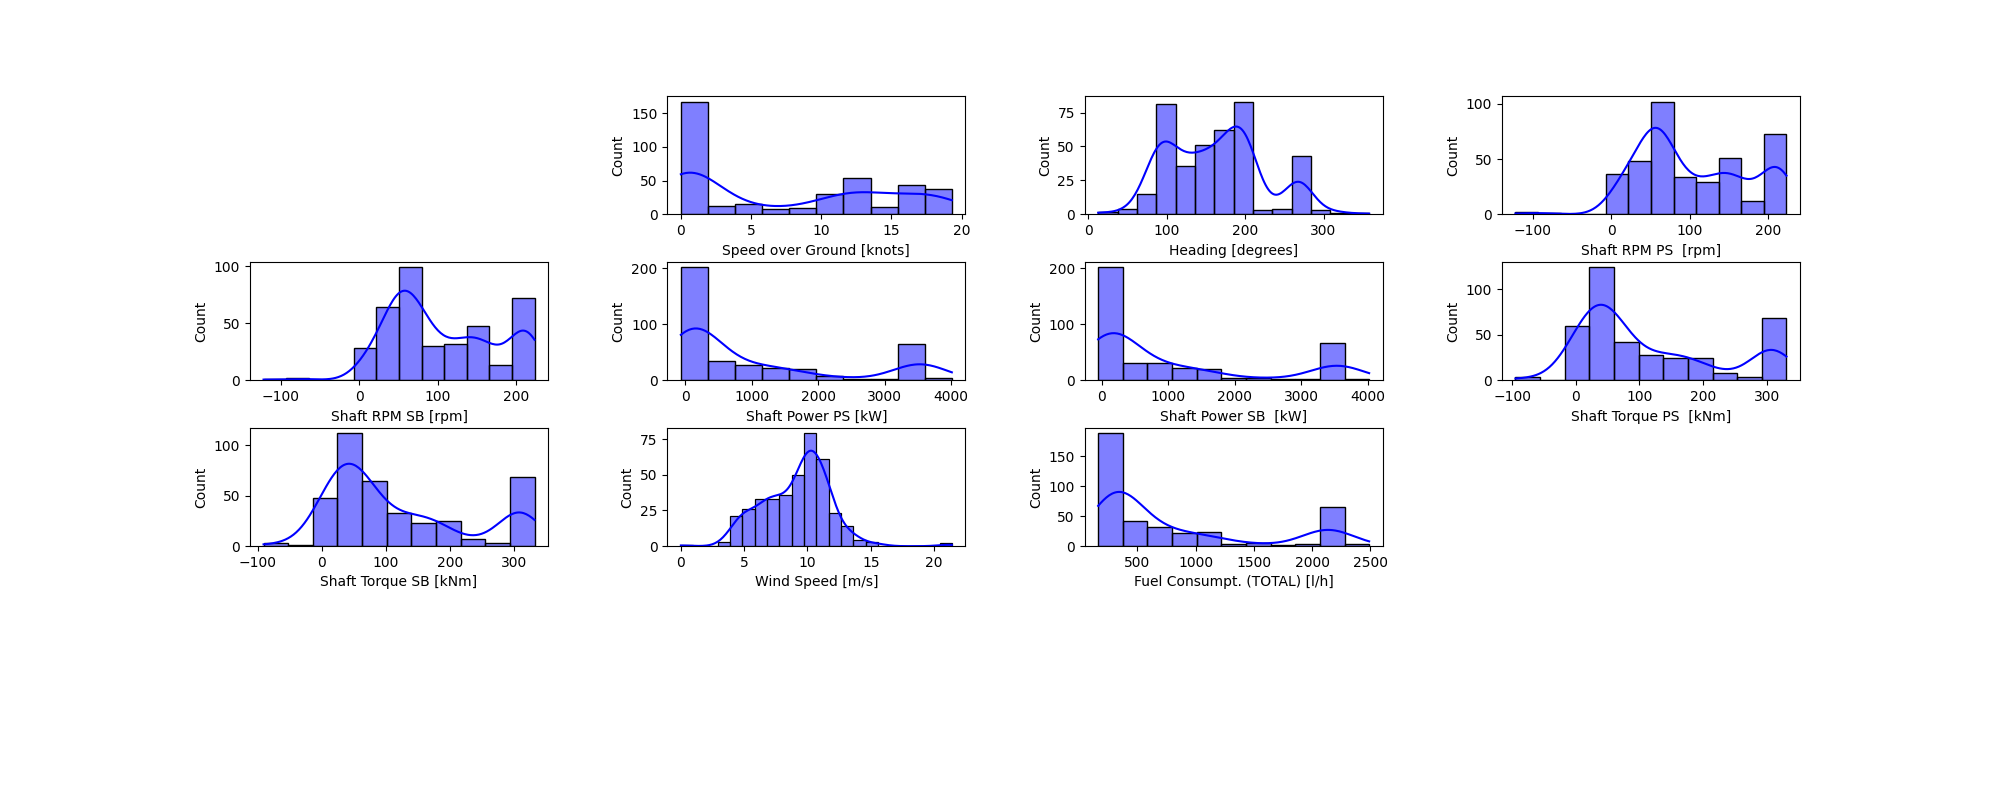 150
100
50
0
Count
0 5 10 15 20
Speed over Ground [knots]
75
50
25
0
Count
0 100 200 300
Heading [degrees]
100
50
0
Count
−100 0 100 200
Shaft RPM PS [rpm]
100
50
0
Count
−100 0 100 200
Shaft RPM SB [rpm]
200
100
0
Count
0 1000 2000 3000 4000
Shaft Power PS [kW]
200
100
0
Count
0 1000 2000 3000 4000
Shaft Power SB [kW]
100
50
0
Count
−100 0 100 200 300
Shaft Torque PS [kNm]
100
50
0
Count
−100 0 100 200 300
Shaft Torque SB [kNm]
75
50
25
0
Count
0 5 10 15 20
Wind Speed [m/s]
150
100
50
0
Count
500 1000 1500 2000 2500
Fuel Consumpt. (TOTAL) [l/h]